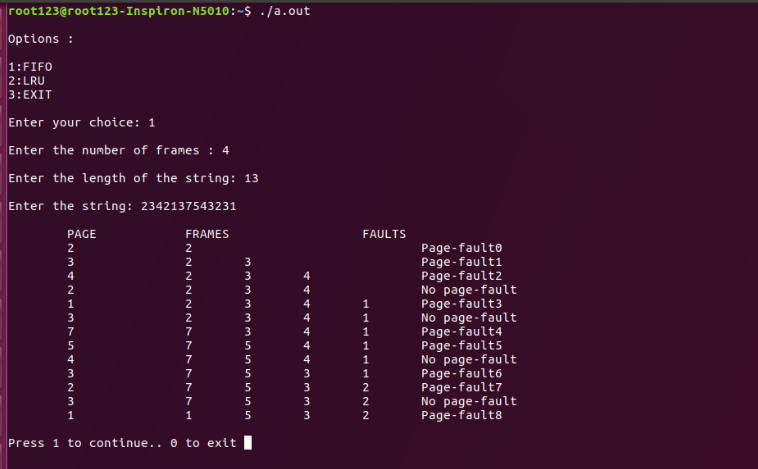 root123@root123-Inspiron-N5010:~$ ./a.out
Options :
1:FIFO
2:LRU
3:EXIT
Enter your choice: 1
Enter the number of frames : 4
Enter the length of the string: 13
Enter the string: 2342137543231
PAGE FRAMES FAULTS
2 2 Page-fault0
3 2 3 Page-fault1
4 2 3 4 Page-fault2
2 2 3 4 No page-fault
1 2 3 4 1 Page-fault3
3 2 3 4 1 No page-fault
7 7 3 4 1 Page-fault4
5 7 5 4 1 Page-fault5
4 7 5 4 1 No page-fault
3 7 5 3 1 Page-fault6
2 7 5 3 2 Page-fault7
3 7 5 3 2 No page-fault
1 1 5 3 2 Page-fault8
Press 1 to continue.. 0 to exit